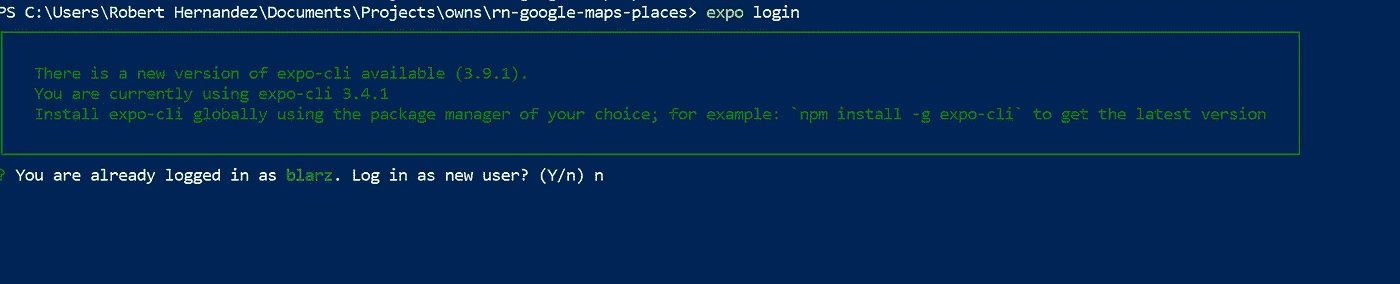 PS C:\Users\Robert Hernandez\Documents\Projects\owns\rn-google-maps-places> expo login
There is a new version of expo-cli available (3.9.1).
You are currently using expo-cli 3.4.1
Install expo-cli globally using the package manager of your choice; for example: `npm install -g expo-cli` to get the latest version
? You are already logged in as blarz. Log in as new user? (Y/n) n